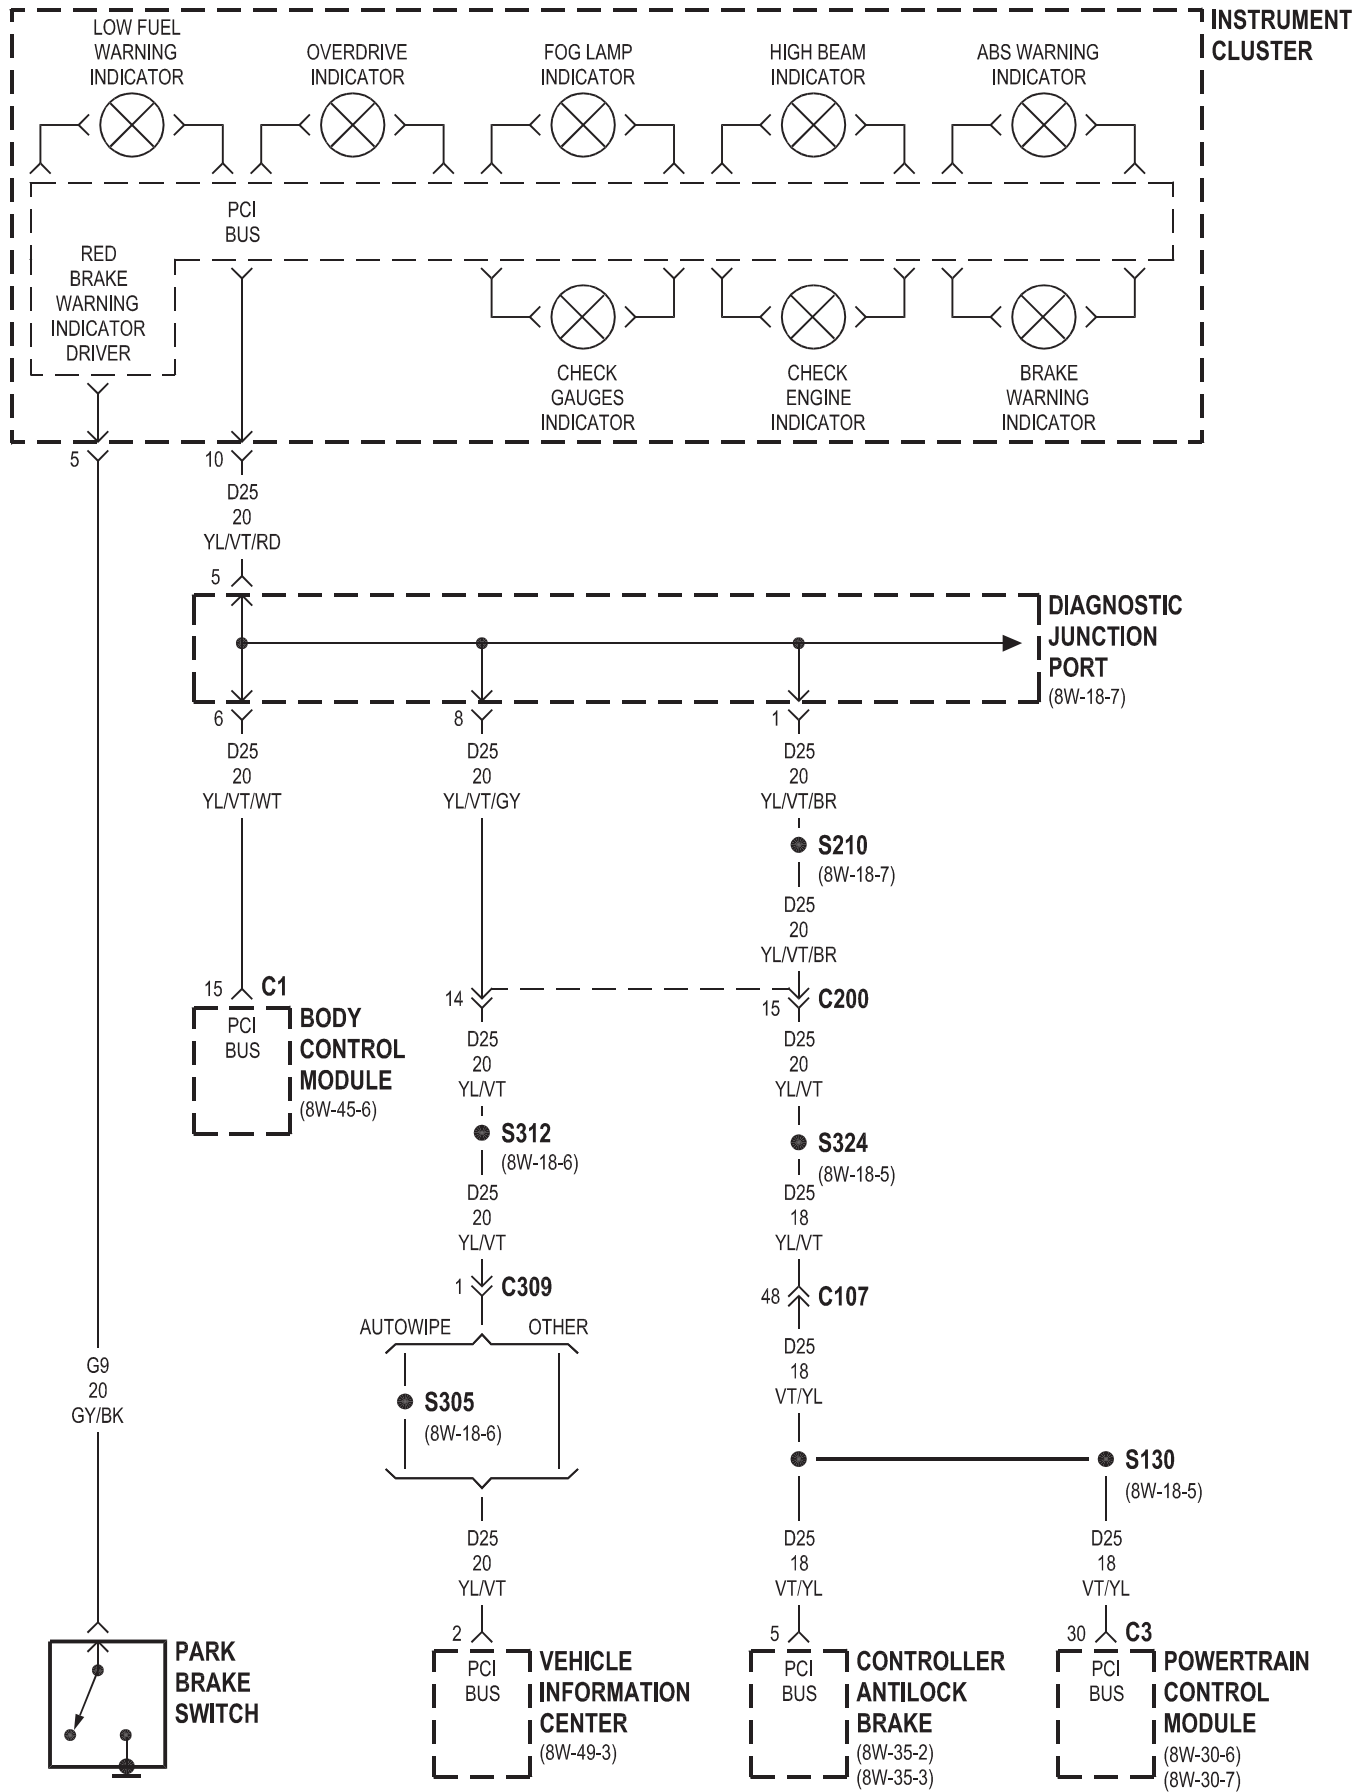 INSTRUMENT
CLUSTER
LOW FUEL
WARNING
INDICATOR
OVERDRIVE
INDICATOR
FOG LAMP
INDICATOR
HIGH BEAM
INDICATOR
ABS WARNING
INDICATOR
PCI
BUS
RED
BRAKE
WARNING
INDICATOR
DRIVER
CHECK
GAUGES
INDICATOR
CHECK
ENGINE
INDICATOR
BRAKE
WARNING
INDICATOR
5
10
D25
20
YL/VT/RD
5
DIAGNOSTIC
JUNCTION
PORT
(8W-18-7)
6
8
1
D25
20
YL/VT/WT
D25
20
YL/VT/GY
D25
20
YL/VT/BR
S210
(8W-18-7)
D25
20
YL/VT/BR
15
C1
PCI
BUS
BODY
CONTROL
MODULE
(8W-45-6)
14
15
C200
D25
20
YL/VT
D25
20
YL/VT
S312
(8W-18-6)
S324
(8W-18-5)
D25
20
YL/VT
D25
18
YL/VT
1
C309
48
C107
AUTOWIPE
OTHER
D25
18
VT/YL
G9
20
GY/BK
S305
(8W-18-6)
S130
(8W-18-5)
D25
20
YL/VT
D25
18
VT/YL
D25
18
VT/YL
2
5
30
C3
PARK
BRAKE
SWITCH
PCI
BUS
VEHICLE
INFORMATION
CENTER
(8W-49-3)
PCI
BUS
CONTROLLER
ANTILOCK
BRAKE
(8W-35-2)
(8W-35-3)
PCI
BUS
POWERTRAIN
CONTROL
MODULE
(8W-30-6)
(8W-30-7)